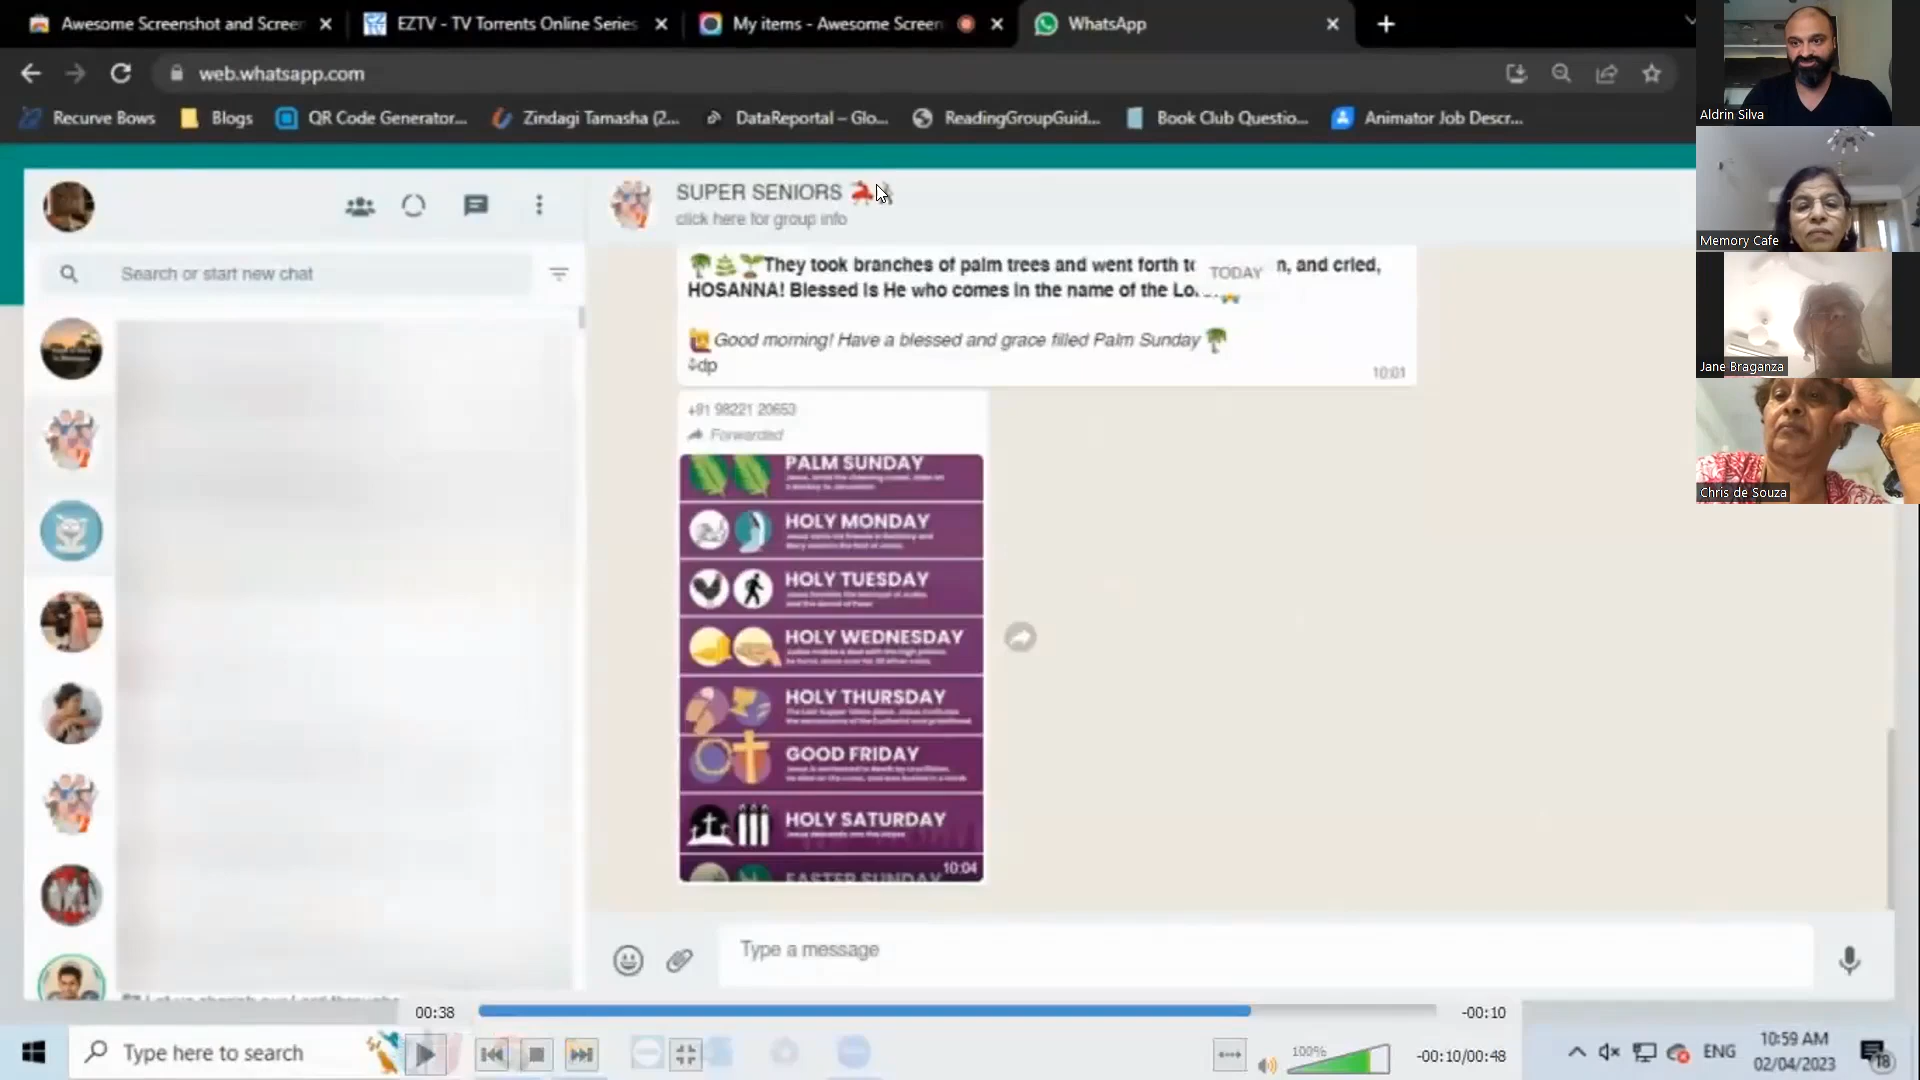 Awesome Screenshot and Screen
EZTV - TV Torrents Online Series
My items - Awesome Screen
WhatsApp
web.whatsapp.com
Recurve Bows
Blogs
QR Code Generator...
Zindagi Tamasha (2...
DataReportal – Glo...
ReadingGroupGuid...
Book Club Questio...
Animator Job Descr...
Aldrin Silva
Memory Cafe
Jane Braganza
Chris de Souza
SUPER SENIORS
click here for group info
Search or start new chat
They took branches of palm trees and went forth to n, and cried,
TODAY
HOSANNA! Blessed is He who comes in the name of the Lo
Good morning! Have a blessed and grace filled Palm Sunday
dp
10:01
+91 98221 20653
Forwarded
PALM SUNDAY
HOLY MONDAY
HOLY TUESDAY
HOLY WEDNESDAY
HOLY THURSDAY
GOOD FRIDAY
HOLY SATURDAY
EASTER SUNDAY
10:04
Type a message
00:38
-00:10
Type here to search
100%
-00:10/00:48
ENG
10:59 AM
02/04/2023
18